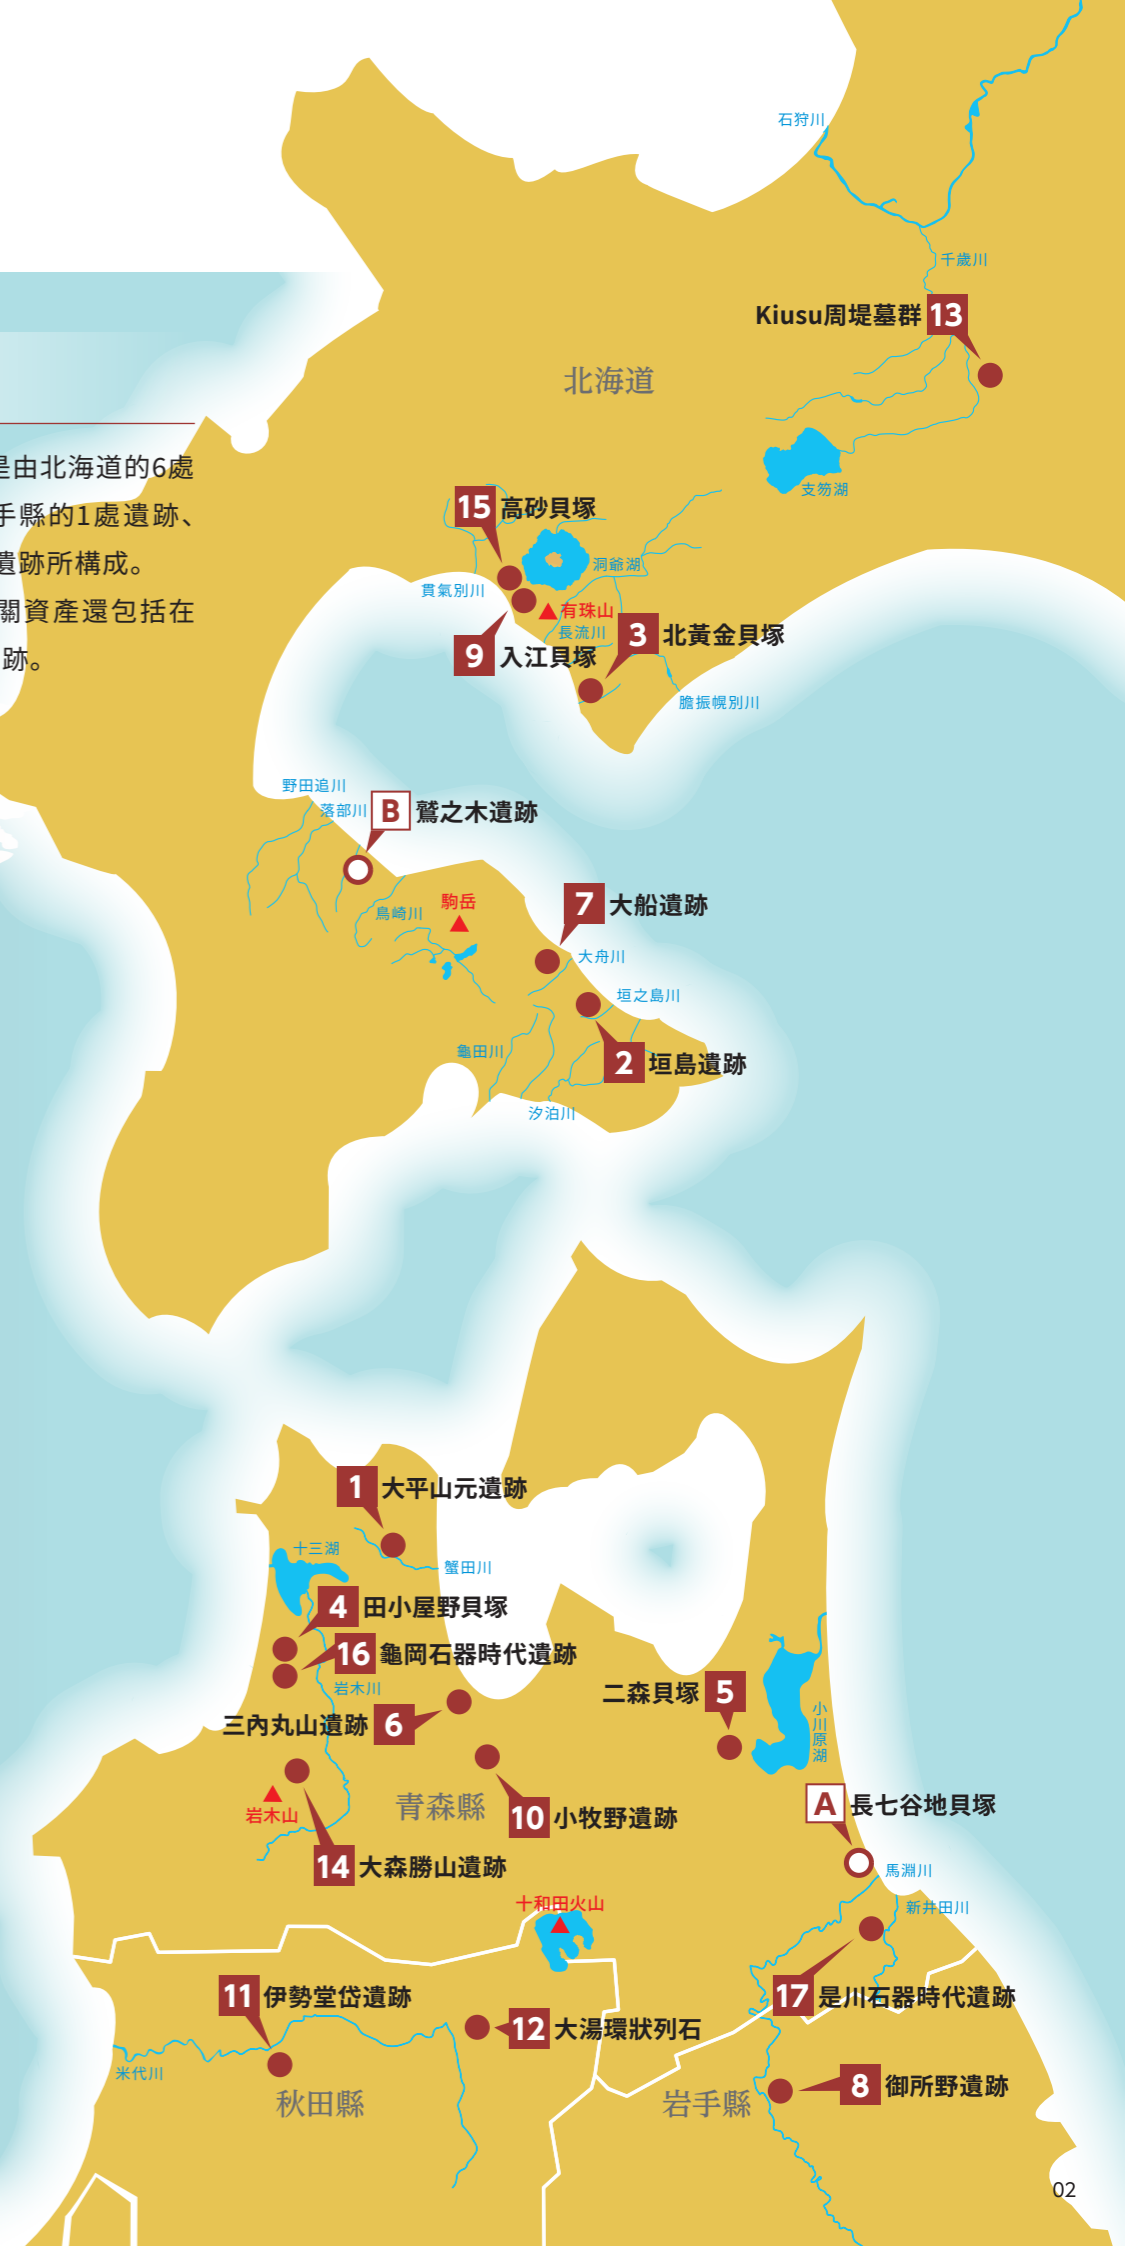 石狩川
千歲川
Kiusu周堤墓群 13
北海道
是由北海道的6處
手縣的1處遺跡、
遺跡所構成。
關資產還包括在
跡。
支笏湖
15 高砂貝塚
洞爺湖
貫氣別川
有珠山
長流川
3 北黃金貝塚
9 入江貝塚
膽振幌別川
野田追川
落部川
B 鷲之木遺跡
駒岳
鳥崎川
7 大船遺跡
大舟川
垣之島川
龜田川
2 垣島遺跡
汐泊川
1 大平山元遺跡
十三湖
蟹田川
4 田小屋野貝塚
16 龜岡石器時代遺跡
岩木川
二森貝塚 5
三內丸山遺跡 6
小川原湖
岩木山
青森縣
10 小牧野遺跡
A 長七谷地貝塚
14 大森勝山遺跡
馬淵川
十和田火山
新井田川
11 伊勢堂岱遺跡
17 是川石器時代遺跡
12 大湯環狀列石
米代川
秋田縣
岩手縣
8 御所野遺跡
02